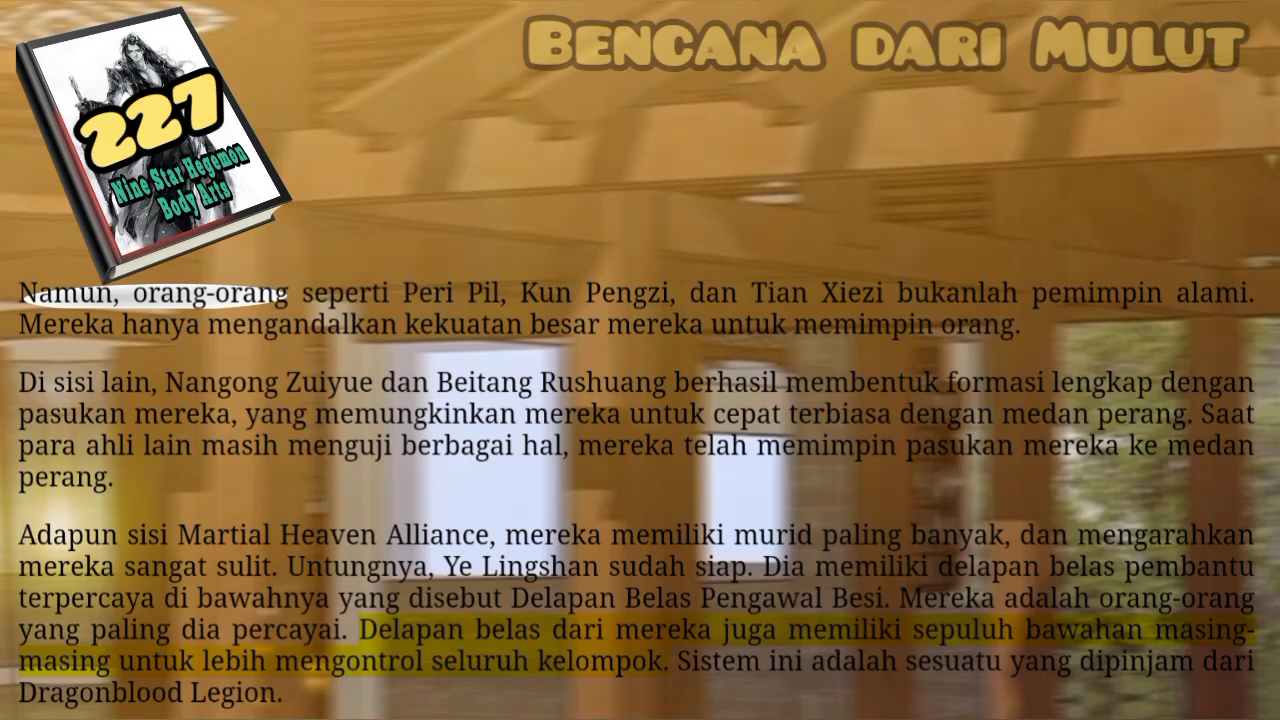 BENCANA DARI MULUT
227
Nine Star Hegemon
Body Arts
Namun, orang-orang seperti Peri Pil, Kun Pengzi, dan Tian Xiezi bukanlah pemimpin alami.
Mereka hanya mengandalkan kekuatan besar mereka untuk memimpin orang.
Di sisi lain, Nangong Zuiyue dan Beitang Rushuang berhasil membentuk formasi lengkap dengan
pasukan mereka, yang memungkinkan mereka untuk cepat terbiasa dengan medan perang. Saat
para ahli lain masih menguji berbagai hal, mereka telah memimpin pasukan mereka ke medan
perang.
Adapun sisi Martial Heaven Alliance, mereka memiliki murid paling banyak, dan mengarahkan
mereka sangat sulit. Untungnya, Ye Lingshan sudah siap. Dia memiliki delapan belas pembantu
terpercaya di bawahnya yang disebut Delapan Belas Pengawal Besi. Mereka adalah orang-orang
yang paling dia percayai. Delapan belas dari mereka juga memiliki sepuluh bawahan masing-
masing untuk lebih mengontrol seluruh kelompok. Sistem ini adalah sesuatu yang dipinjam dari
Dragonblood Legion.